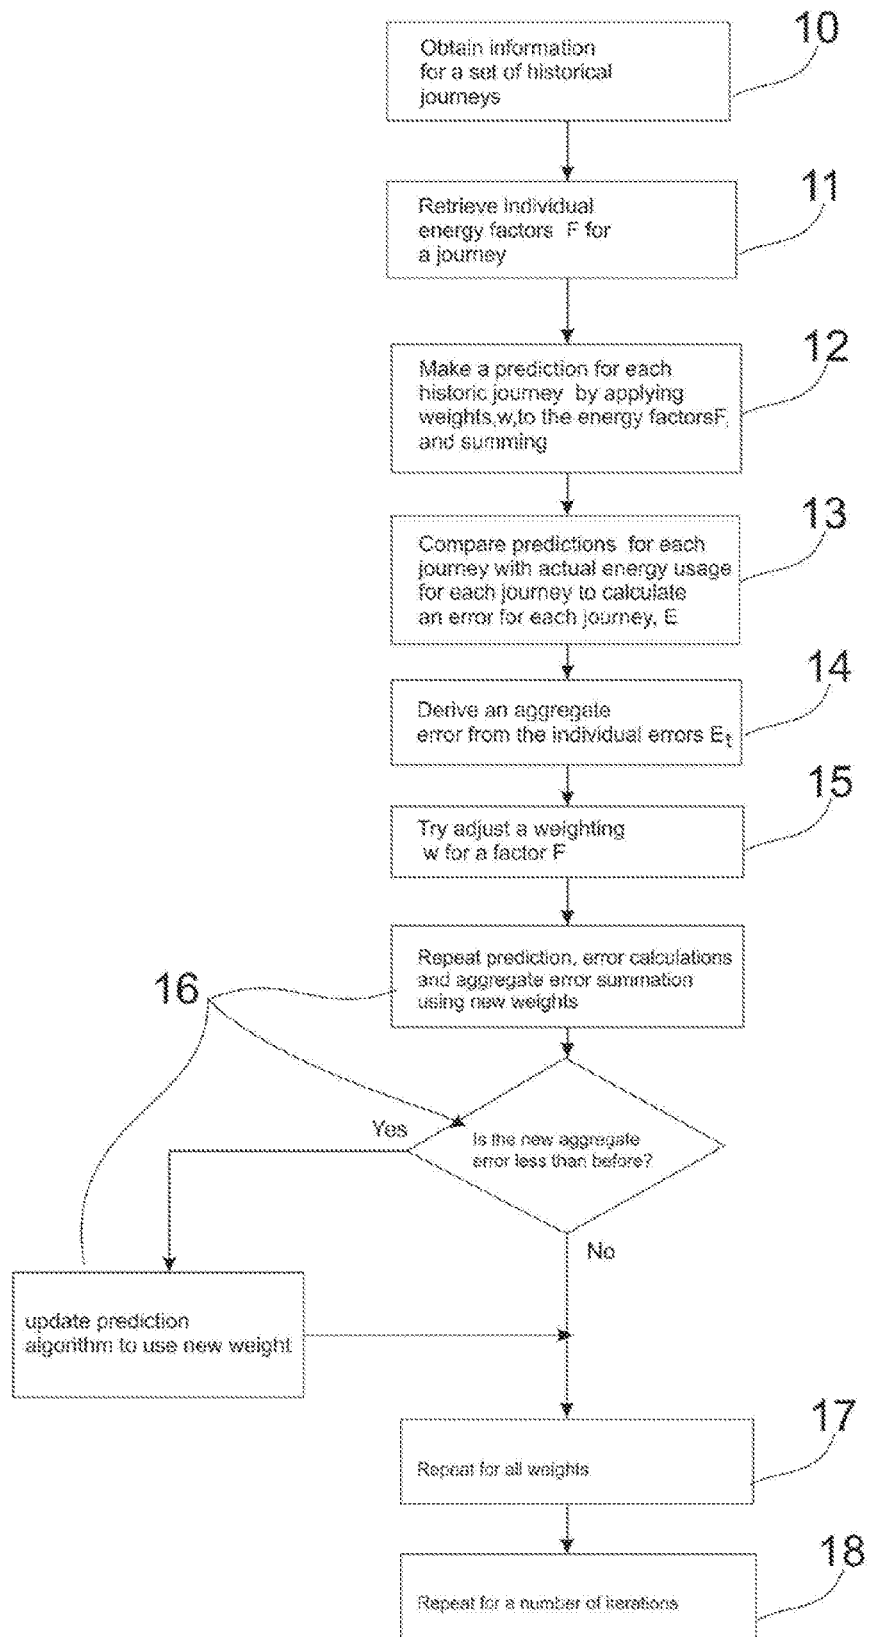 10
Obtain information
for a set of historical
journeys
11
Retrieve individual
energy factors F for
a journey
12
Make a prediction for each
historic journey by applying
weights,w,to the energy factorsF,
and summing
13
Compare predictions for each
journey with actual energy usage
for each journey to calculate
an error for each journey, E
14
Derive an aggregate
error from the individual errors Et
15
Try adjust a weighting
w for a factor F
16
Repeat prediction, error calculations
and aggregate error summation
using new weights
Yes
Is the new aggregate
error less than before?
No
update prediction
algorithm to use new weight
17
Repeat for all weights
18
Repeat for a number of iterations